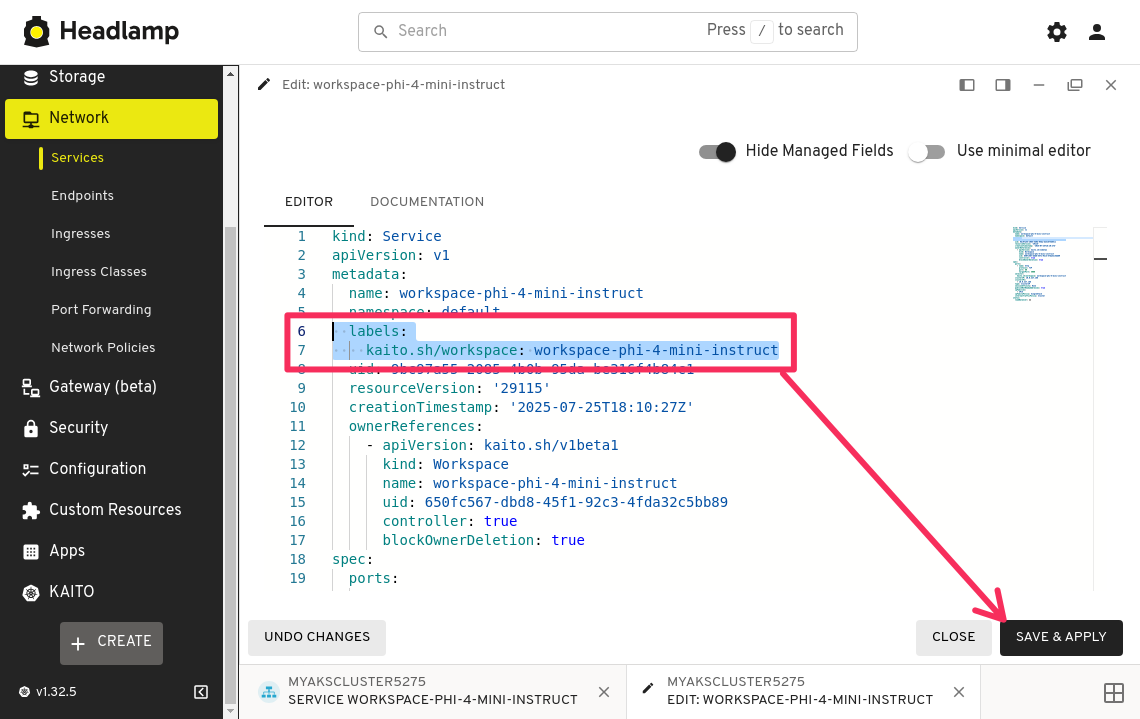 Headlamp
Search
Press / to search
Storage
Network
Services
Endpoints
Ingresses
Ingress Classes
Port Forwarding
Network Policies
Gateway (beta)
Security
Configuration
Custom Resources
Apps
KAITO
CREATE
v1.32.5
Edit: workspace-phi-4-mini-instruct
Hide Managed Fields
Use minimal editor
EDITOR
DOCUMENTATION
1 kind: Service
2 apiVersion: v1
3 metadata:
4 name: workspace-phi-4-mini-instruct
5 namespace: default
6 labels:
7 kaito.sh/workspace: workspace-phi-4-mini-instruct
8 uid:
9 resourceVersion: '29115'
10 creationTimestamp: '2025-07-25T18:10:27Z'
11 ownerReferences:
12 - apiVersion: kaito.sh/v1beta1
13 kind: Workspace
14 name: workspace-phi-4-mini-instruct
15 uid: 650fc567-dbd8-45f1-92c3-4fda32c5bb89
16 controller: true
17 blockOwnerDeletion: true
18 spec:
19 ports:
UNDO CHANGES
CLOSE
SAVE & APPLY
MYAKSCLUSTER5275
SERVICE WORKSPACE-PHI-4-MINI-INSTRUCT
MYAKSCLUSTER5275
EDIT: WORKSPACE-PHI-4-MINI-INSTRUCT